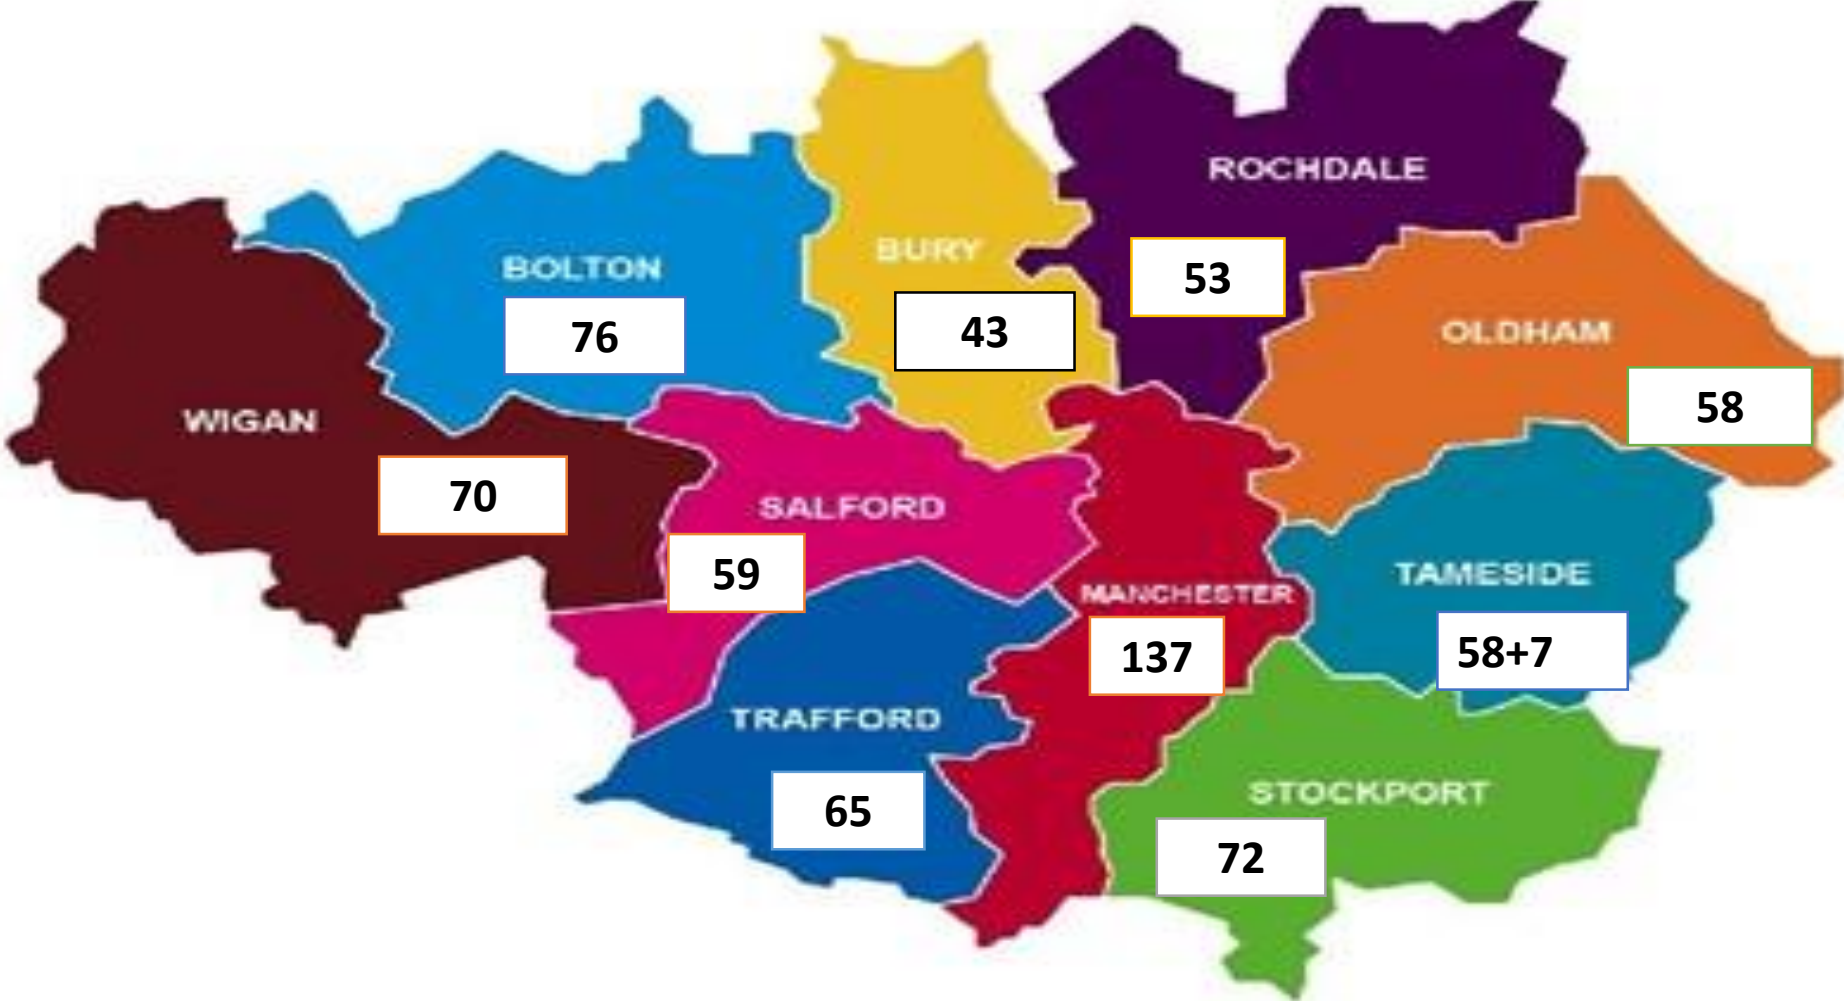 ROCHDALE
53
BURY
43
BOLTON
76
OLDHAM
58
WIGAN
70
SALFORD
59
MANCHESTER
137
TAMESIDE
58+7
TRAFFORD
65
STOCKPORT
72